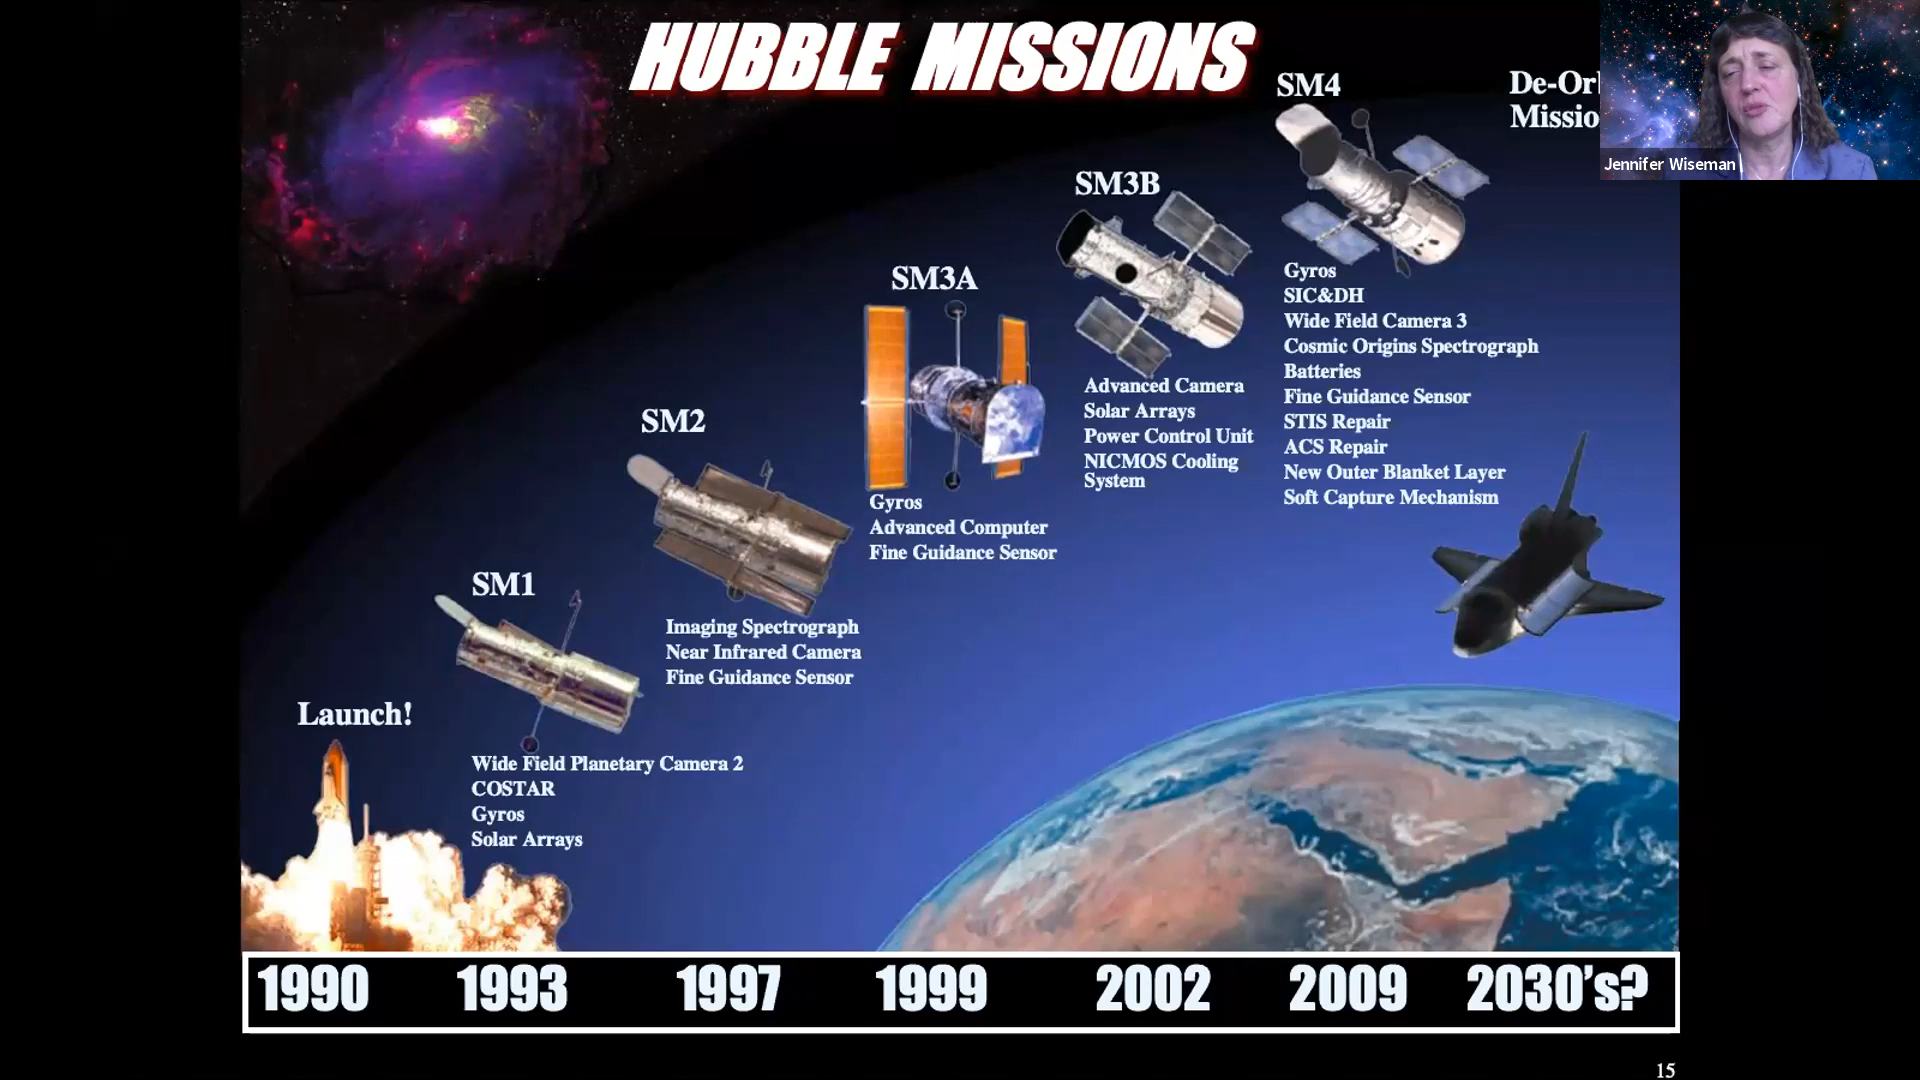 HUBBLE MISSIONS
SM4
De-Or
Missio
Jennifer Wiseman
SM3B
SM3A
Gyros
SIC&DH
Wide Field Camera 3
Cosmic Origins Spectrograph
Batteries
Fine Guidance Sensor
STIS Repair
ACS Repair
New Outer Blanket Layer
Soft Capture Mechanism
Advanced Camera
Solar Arrays
Power Control Unit
NICMOS Cooling
System
SM2
Gyros
Advanced Computer
Fine Guidance Sensor
SM1
Imaging Spectrograph
Near Infrared Camera
Fine Guidance Sensor
Launch!
Wide Field Planetary Camera 2
COSTAR
Gyros
Solar Arrays
1990 1993 1997 1999 2002 2009 2030's?
15